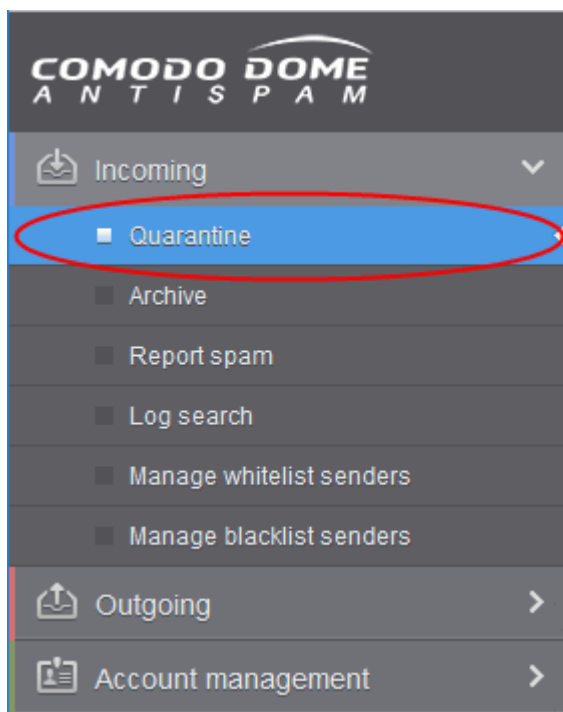 COMODO DOME
ANTISPAM
Incoming
Quarantine
Archive
Report spam
Log search
Manage whitelist senders
Manage blacklist senders
Outgoing
Account management